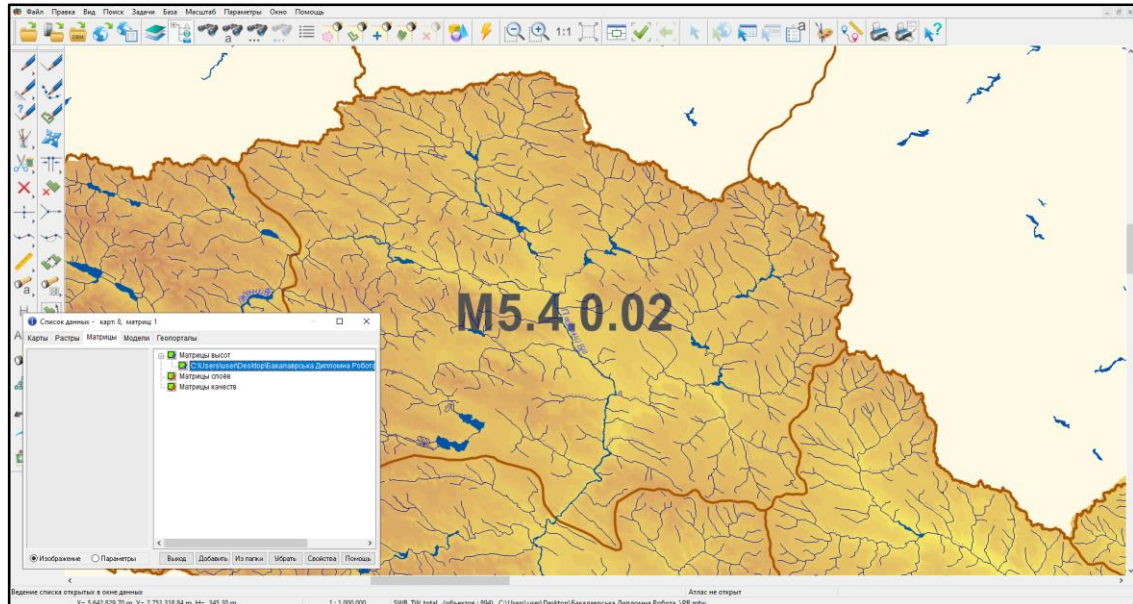 Файл Правка Вид Поиск Задачи База Масштаб Параметры Окно Помощь
1:1
М5.4.0.02
Список данных - карт: 8, матриц: 1
Карты Растры Матрицы Модели Геопорталы
Матрицы высот
C:\Users\user\Desktop\Бакалаврська Дипломна Робота
Матрицы слоёв
Матрицы качеств
Изображение Параметры Выход Добавить Из папки Убрать Свойства Помощь
Ведение списка открытых в окне данных Атлас не открыт
1 : 1 000 000